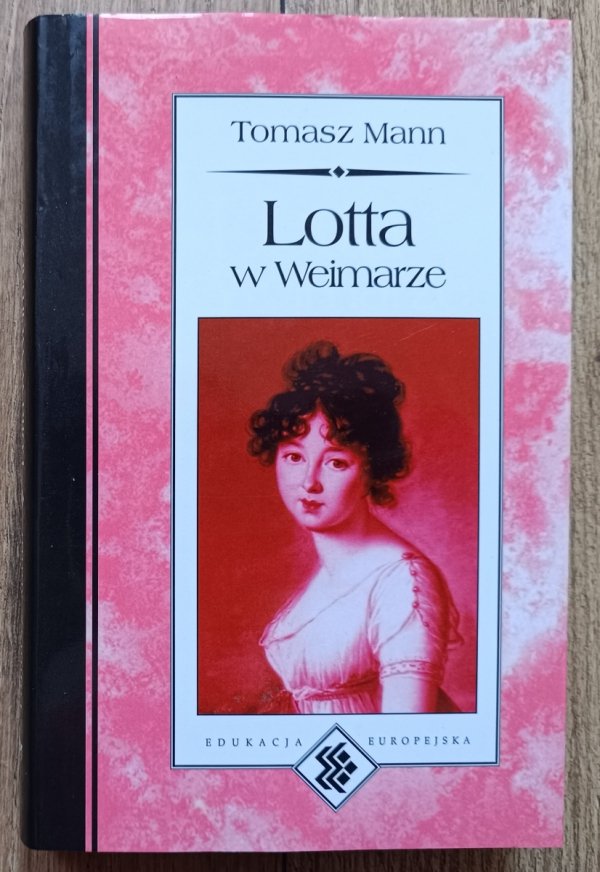 Tomasz Mann
Lotta
w Weimarze
EDUKACJA EUROPEJSKA